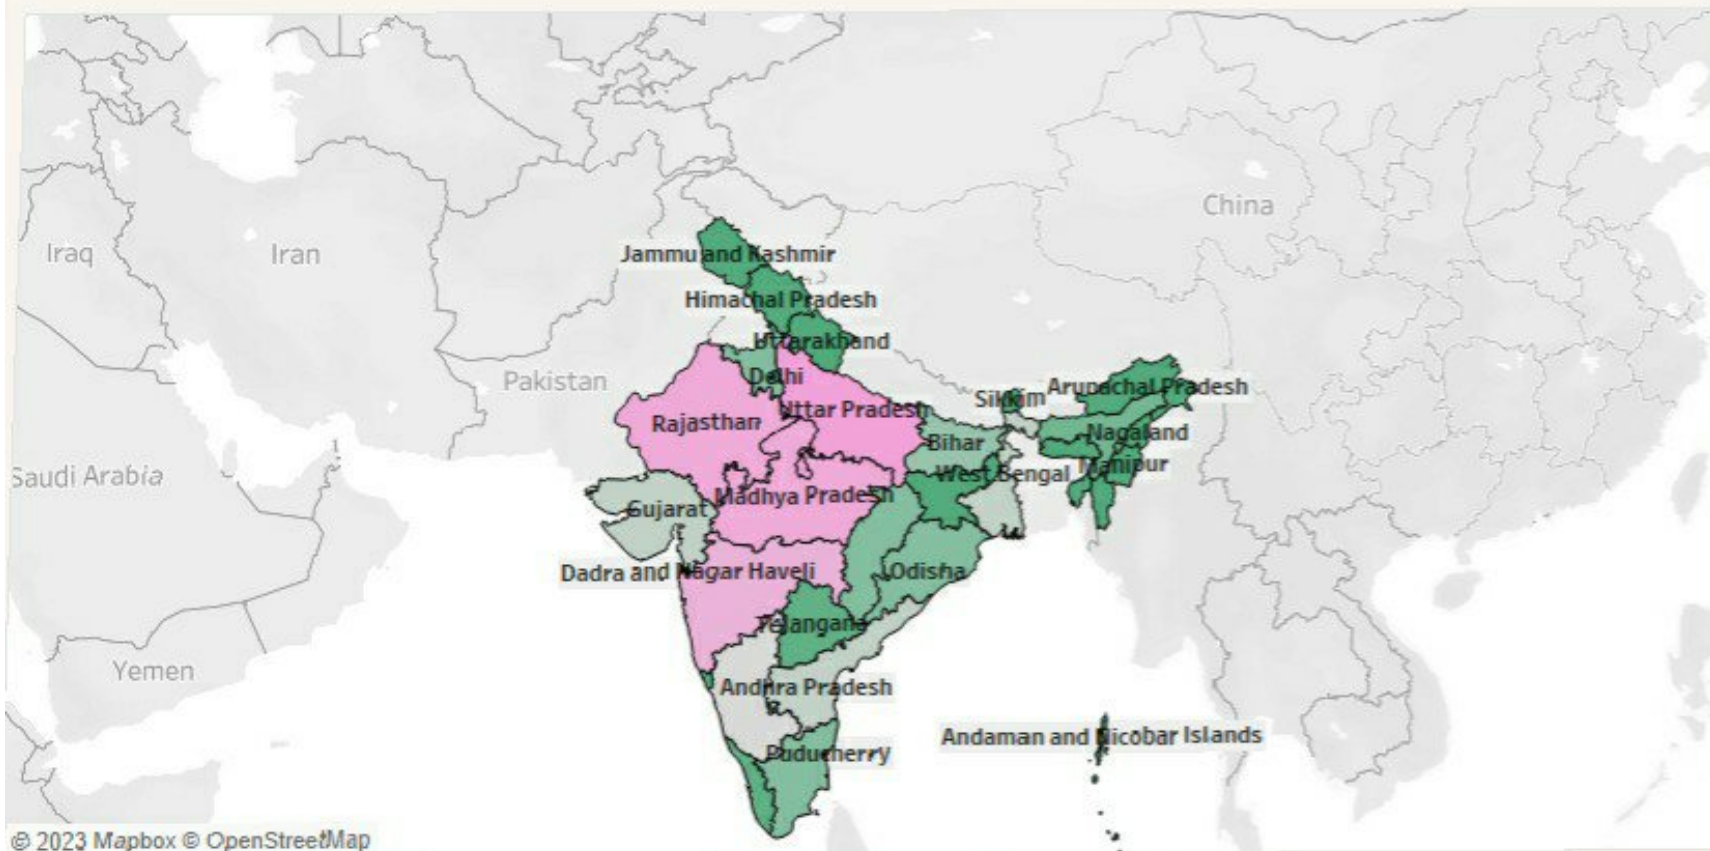 China
Iraq
Iran
Jammu and Kashmir
Himachal Pradesh
Uttarakhand
Pakistan
Delhi
Sikkim
Arunachal Pradesh
Rajasthan
Uttar Pradesh
Bihar
Nagaland
Saudi Arabia
West Bengal
Manipur
Madhya Pradesh
Gujarat
Dadra and Nagar Haveli
Odisha
Telangana
Yemen
Andhra Pradesh
Andaman and Nicobar Islands
Puducherry
© 2023 Mapbox © OpenStreetMap